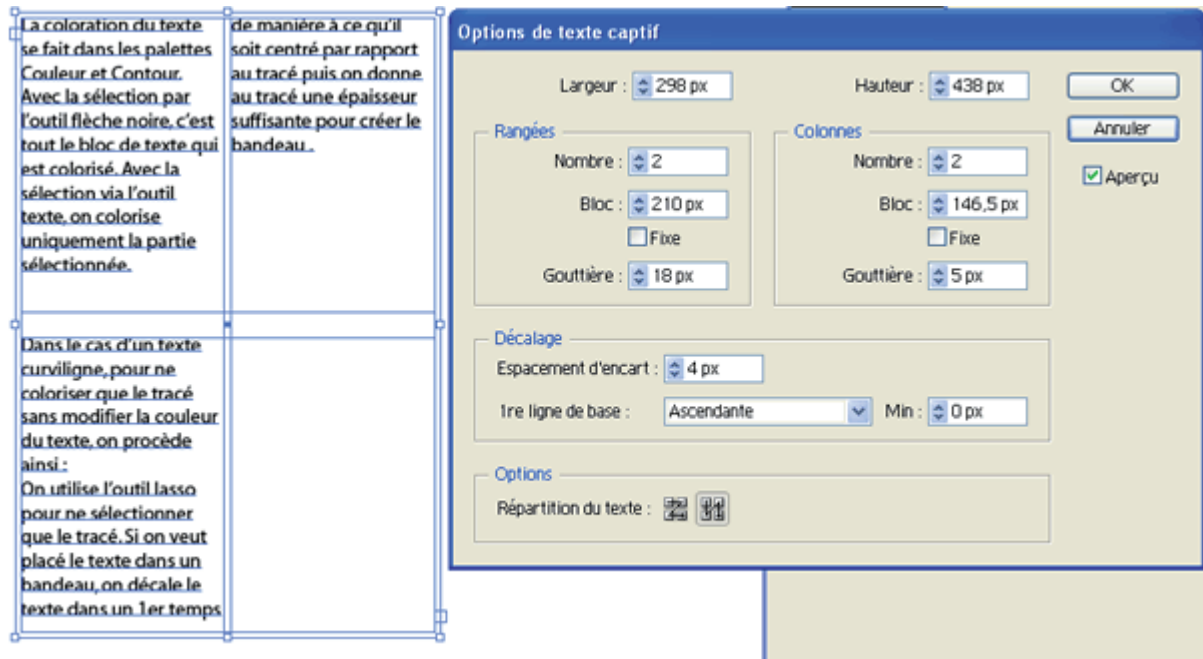 La coloration du texte
se fait dans les palettes
Couleur et Contour.
Avec la sélection par
l'outil flèche noire, c'est
tout le bloc de texte qui
est colorisé. Avec la
sélection via l'outil
texte, on colorise
uniquement la partie
sélectionnée.
Dans le cas d'un texte
curviligne, pour ne
coloriser que le tracé
sans modifier la couleur
du texte, on procède
ainsi :
On utilise l'outil lasso
pour ne sélectionner
que le tracé. Si on veut
placé le texte dans un
bandeau, on décale le
texte dans un 1er temps
de manière à ce qu'il
soit centré par rapport
au tracé puis on donne
au tracé une épaisseur
suffisante pour créer le
bandeau .
Options de texte captif
Largeur : 298 px
Hauteur : 438 px
OK
Annuler
Aperçu
Rangées
Nombre : 2
Bloc : 210 px
Fixe
Gouttière : 18 px
Colonnes
Nombre : 2
Bloc : 146,5 px
Fixe
Gouttière : 5 px
Décalage
Espacement d'encart : 4 px
1re ligne de base : Ascendante Min : 0 px
Options
Répartition du texte :